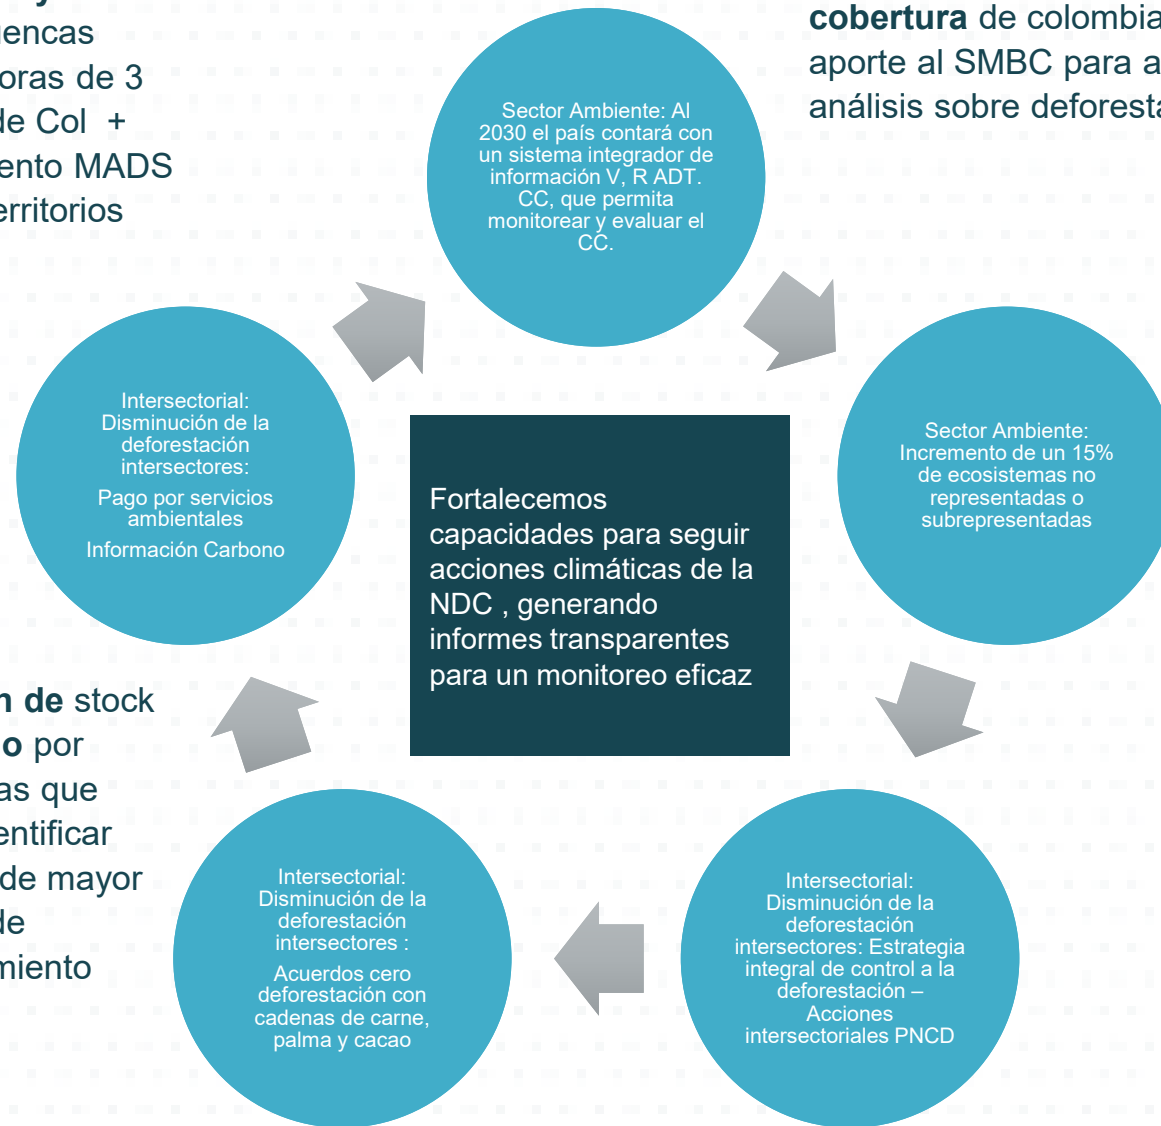 y
encas
oras de 3
de Col +
ento MADS
erritorios
cobertura de colombia
aporte al SMBC para a
análisis sobre deforesta
Sector Ambiente: Al
2030 el país contará con
un sistema integrador de
información V, R ADT.
CC, que permita
monitorear y evaluar el
CC.
Intersectorial:
Disminución de la
deforestación
intersectores:
Pago por servicios
ambientales
Información Carbono
Fortalecemos
capacidades para seguir
acciones climáticas de la
NDC , generando
informes transparentes
para un monitoreo eficaz
Sector Ambiente:
Incremento de un 15%
de ecosistemas no
representadas o
subrepresentadas
n de stock
o por
as que
entificar
de mayor
de
miento
Intersectorial:
Disminución de la
deforestación
intersectores :
Acuerdos cero
deforestación con
cadenas de carne,
palma y cacao
Intersectorial:
Disminución de la
deforestación
intersectores: Estrategia
integral de control a la
deforestación –
Acciones
intersectoriales PNCD